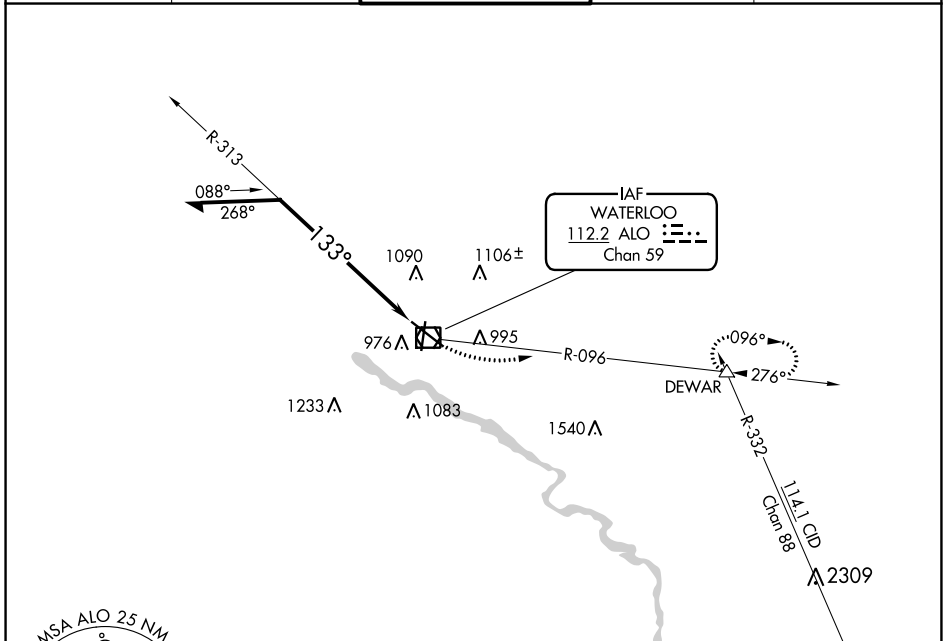 R-313
088°
268°
133°
IAF
WATERLOO
112.2 ALO
Chan 59
1090
1106±
976
995
R-096
096°
276°
DEWAR
1233
1083
1540
R-332
114.1 CID
Chan 88
2309
MSA ALO 25 NM